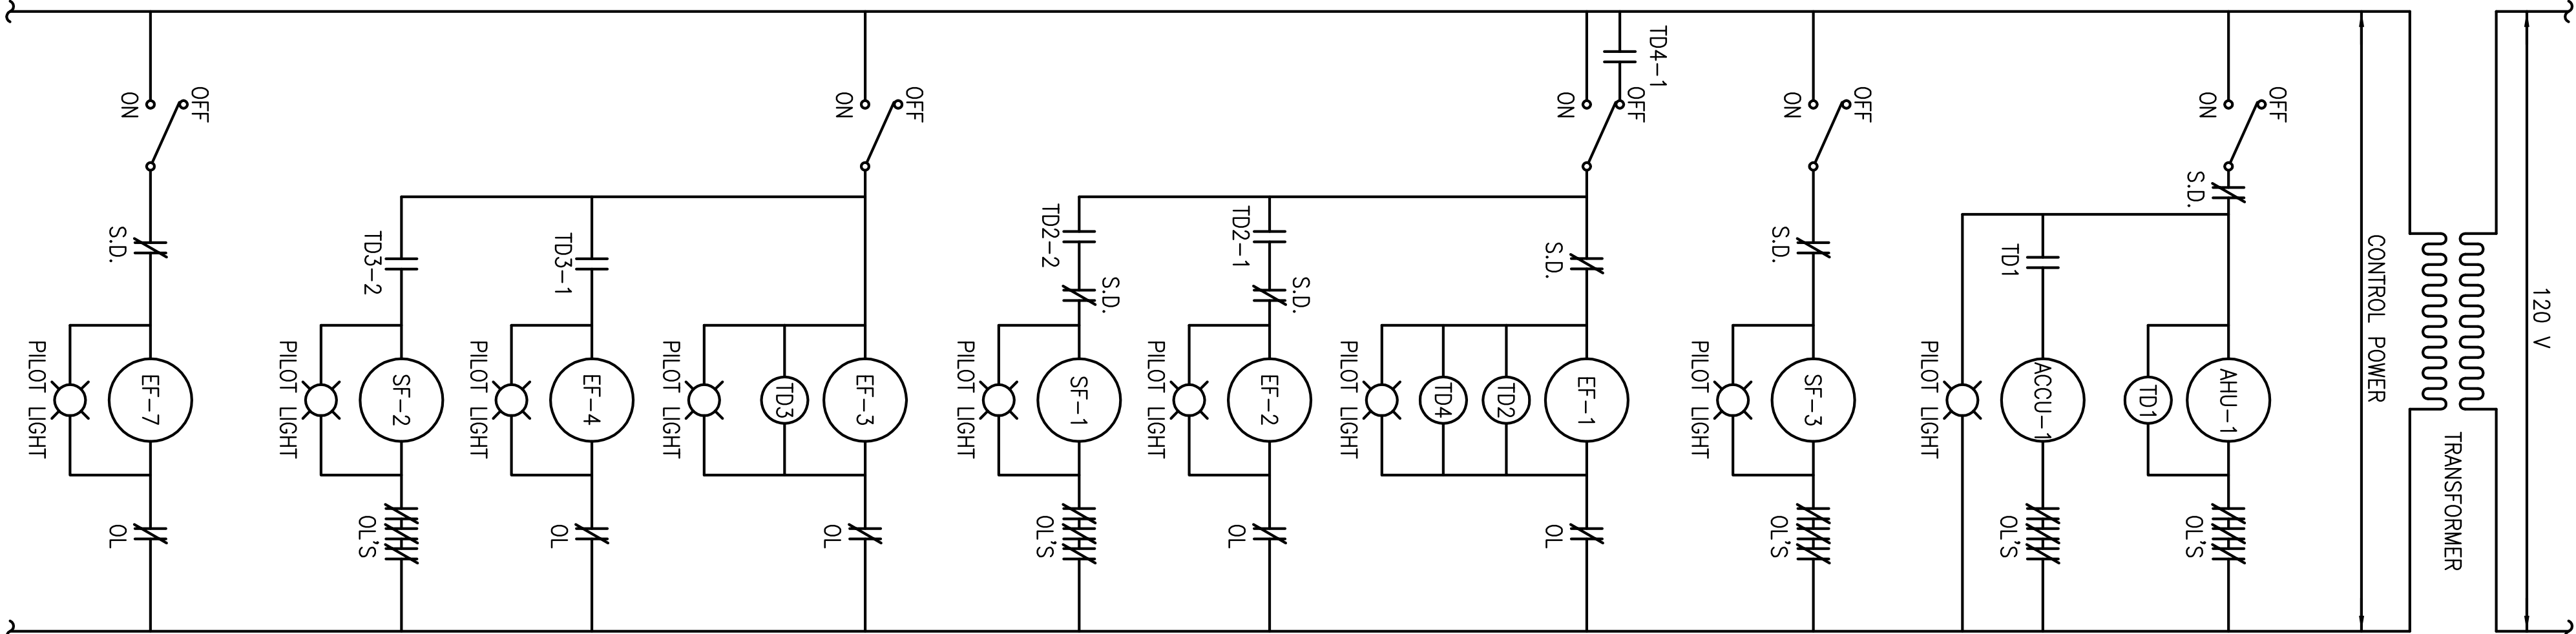 120 V
TRANSFORMER
CONTROL POWER
OFF
ON
S.D.
AHU-1
OL'S
TD1
TD1
ACCU-1
OL'S
PILOT LIGHT
OFF
ON
S.D.
SF-3
OL'S
PILOT LIGHT
TD4-1
OFF
ON
S.D.
EF-1
OL
TD2
TD4
PILOT LIGHT
TD2-1
S.D.
EF-2
OL
PILOT LIGHT
TD2-2
S.D.
SF-1
OL'S
PILOT LIGHT
OFF
ON
EF-3
OL
TD3
PILOT LIGHT
TD3-1
EF-4
OL
PILOT LIGHT
TD3-2
SF-2
OL'S
PILOT LIGHT
OFF
ON
S.D.
EF-7
OL
PILOT LIGHT